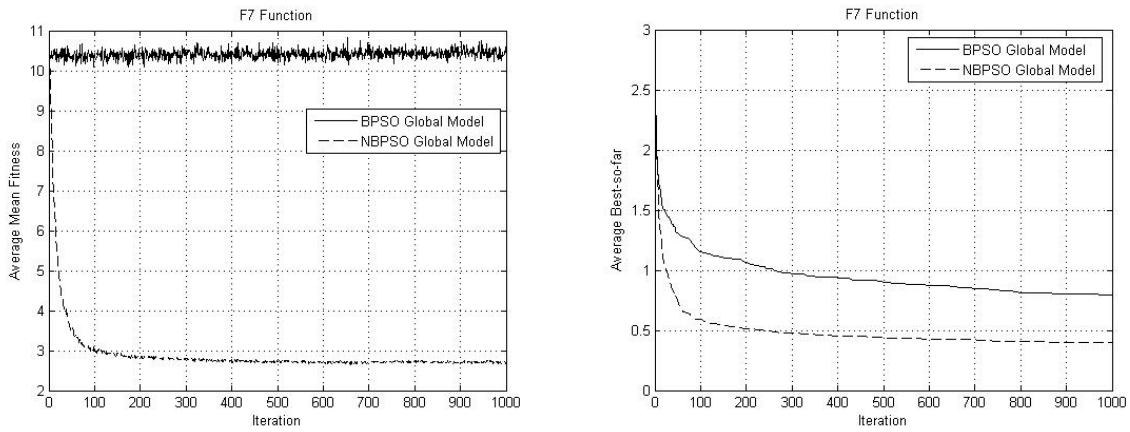 F7 Function
11
10
9
8
7
6
5
4
3
2
Average Mean Fitness
BPSO Global Model
NBPSO Global Model
0 100 200 300 400 500 600 700 800 900 1000
Iteration
F7 Function
3
2.5
2
1.5
1
0.5
0
Average Best-so-far
BPSO Global Model
NBPSO Global Model
0 100 200 300 400 500 600 700 800 900 1000
Iteration